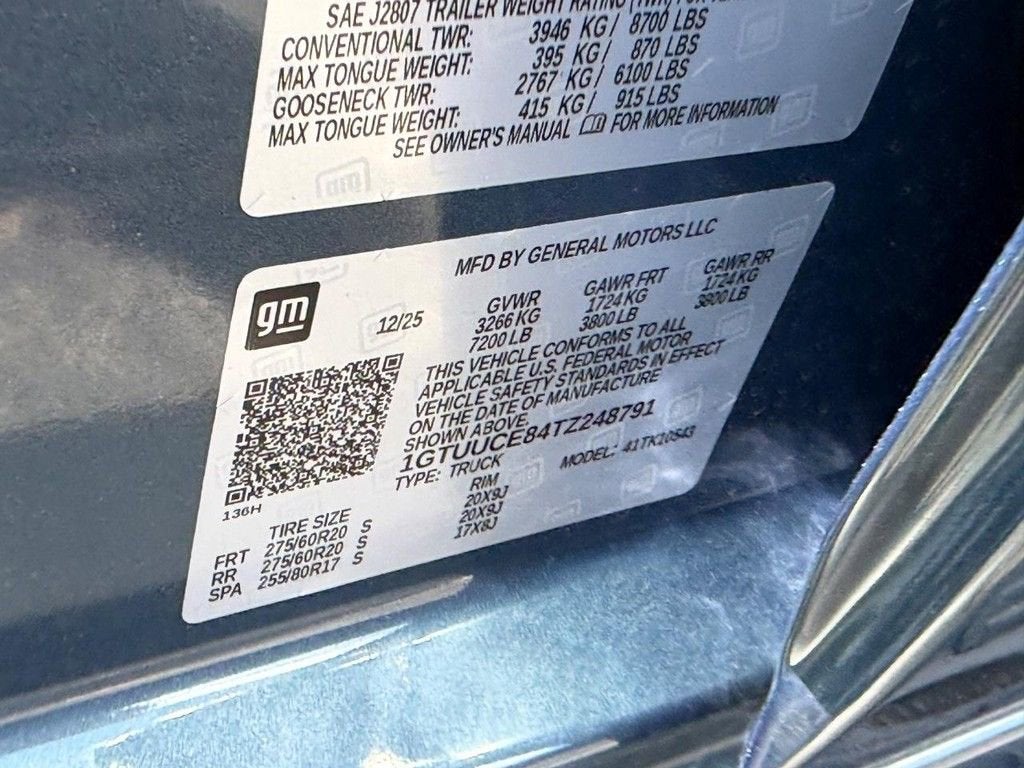 SAE J2807 TRAILER WEIGHT RATING (TWR)
CONVENTIONAL TWR: 3946 KG/ 8700 LBS
MAX TONGUE WEIGHT: 395 KG/ 870 LBS
GOOSENECK TWR: 2767 KG/ 6100 LBS
MAX TONGUE WEIGHT: 415 KG/ 915 LBS
SEE OWNER'S MANUAL FOR MORE INFORMATION
gm
MFD BY GENERAL MOTORS LLC
gm
12/25
GVWR GAWR FRT GAWR RR
3266 KG 1724 KG 1724 KG
7200 LB 3800 LB 3800 LB
THIS VEHICLE CONFORMS TO ALL
APPLICABLE U.S. FEDERAL MOTOR
VEHICLE SAFETY STANDARDS IN EFFECT
ON THE DATE OF MANUFACTURE
SHOWN ABOVE.
1GTUUCE84TZ248791
TYPE: TRUCK MODEL: 41TK10543
136H
TIRE SIZE RIM
FRT 275/60R20 S 20X9J
RR 275/60R20 S 20X9J
SPA 255/80R17 S 17X8J